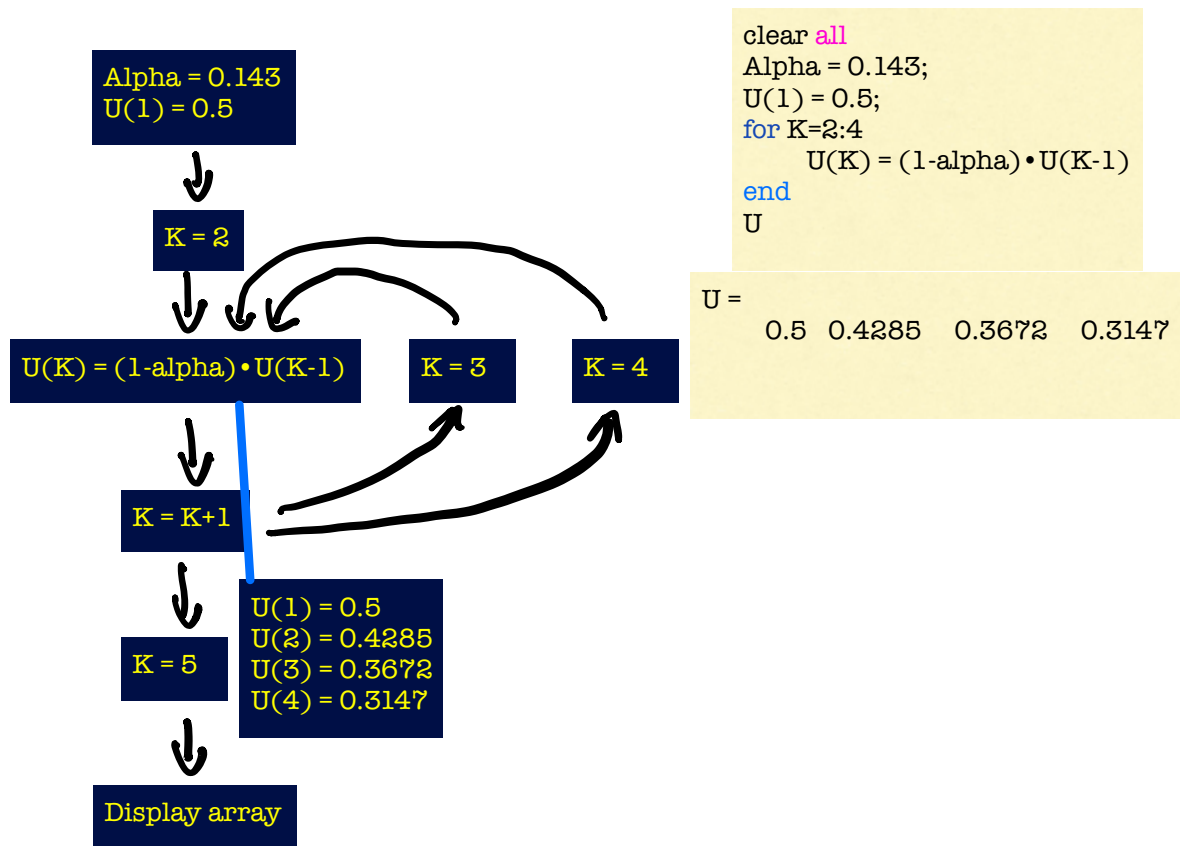 Alpha = 0.143
U(1) = 0.5
K = 2
U(K) = (1-alpha)•U(K-1)
K = 3
K = 4
K = K+1
U(1) = 0.5
U(2) = 0.4285
U(3) = 0.3672
U(4) = 0.3147
K = 5
Display array
clear all
Alpha = 0.143;
U(1) = 0.5;
for K=2:4
U(K) = (1-alpha)•U(K-1)
end
U
U =
0.5 0.4285 0.3672 0.3147